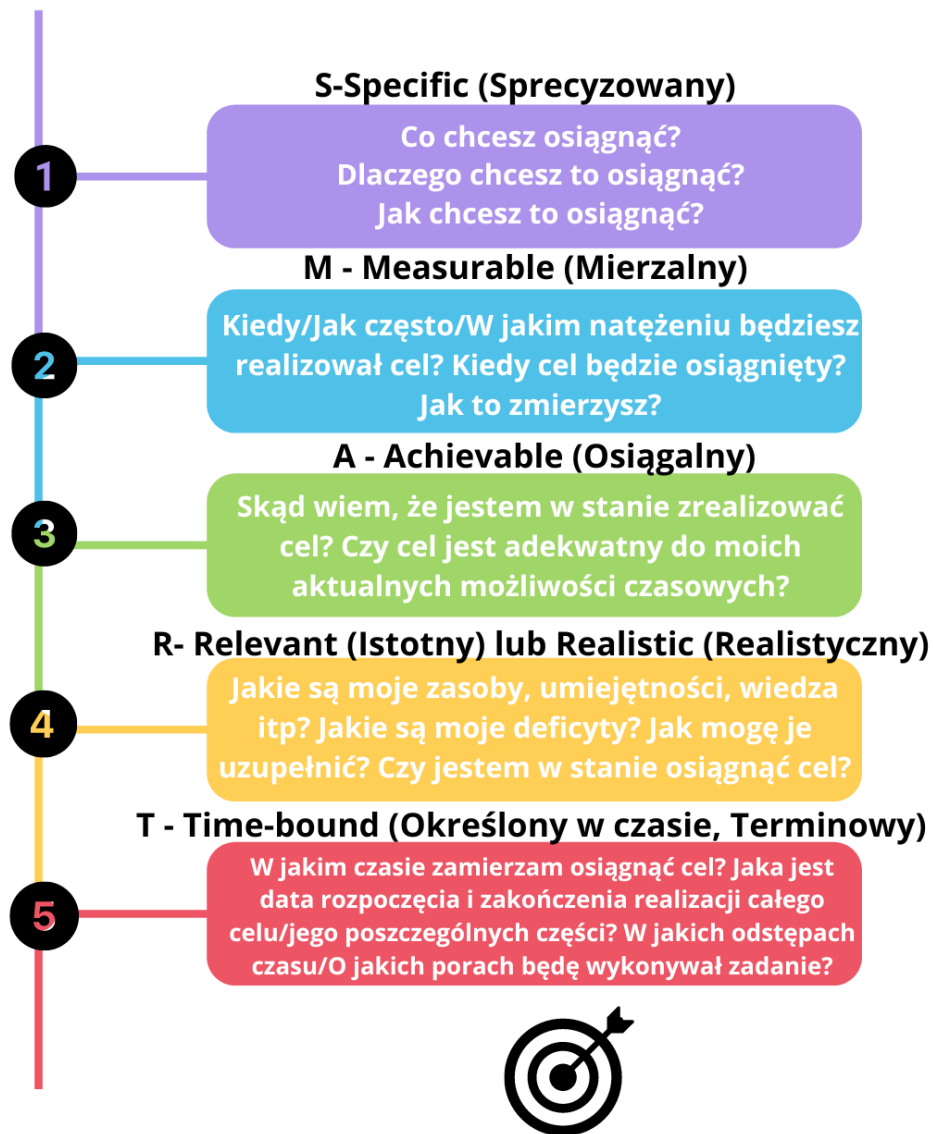 S-Specific (Sprecyzowany)
1
Co chcesz osiągnąć?
Dlaczego chcesz to osiągnąć?
Jak chcesz to osiągnąć?
M - Measurable (Mierzalny)
2
Kiedy/Jak często/W jakim natężeniu będziesz
realizował cel? Kiedy cel będzie osiągnięty?
Jak to zmierzysz?
A - Achievable (Osiągalny)
3
Skąd wiem, że jestem w stanie zrealizować
cel? Czy cel jest adekwatny do moich
aktualnych możliwości czasowych?
R- Relevant (Istotny) lub Realistic (Realistyczny)
4
Jakie są moje zasoby, umiejętności, wiedza
itp? Jakie są moje deficyty? Jak mogę je
uzupełnić? Czy jestem w stanie osiągnąć cel?
T - Time-bound (Określony w czasie, Terminowy)
5
W jakim czasie zamierzam osiągnąć cel? Jaka jest
data rozpoczęcia i zakończenia realizacji całego
celu/jego poszczególnych części? W jakich odstępach
czasu/O jakich porach będę wykonywał zadanie?